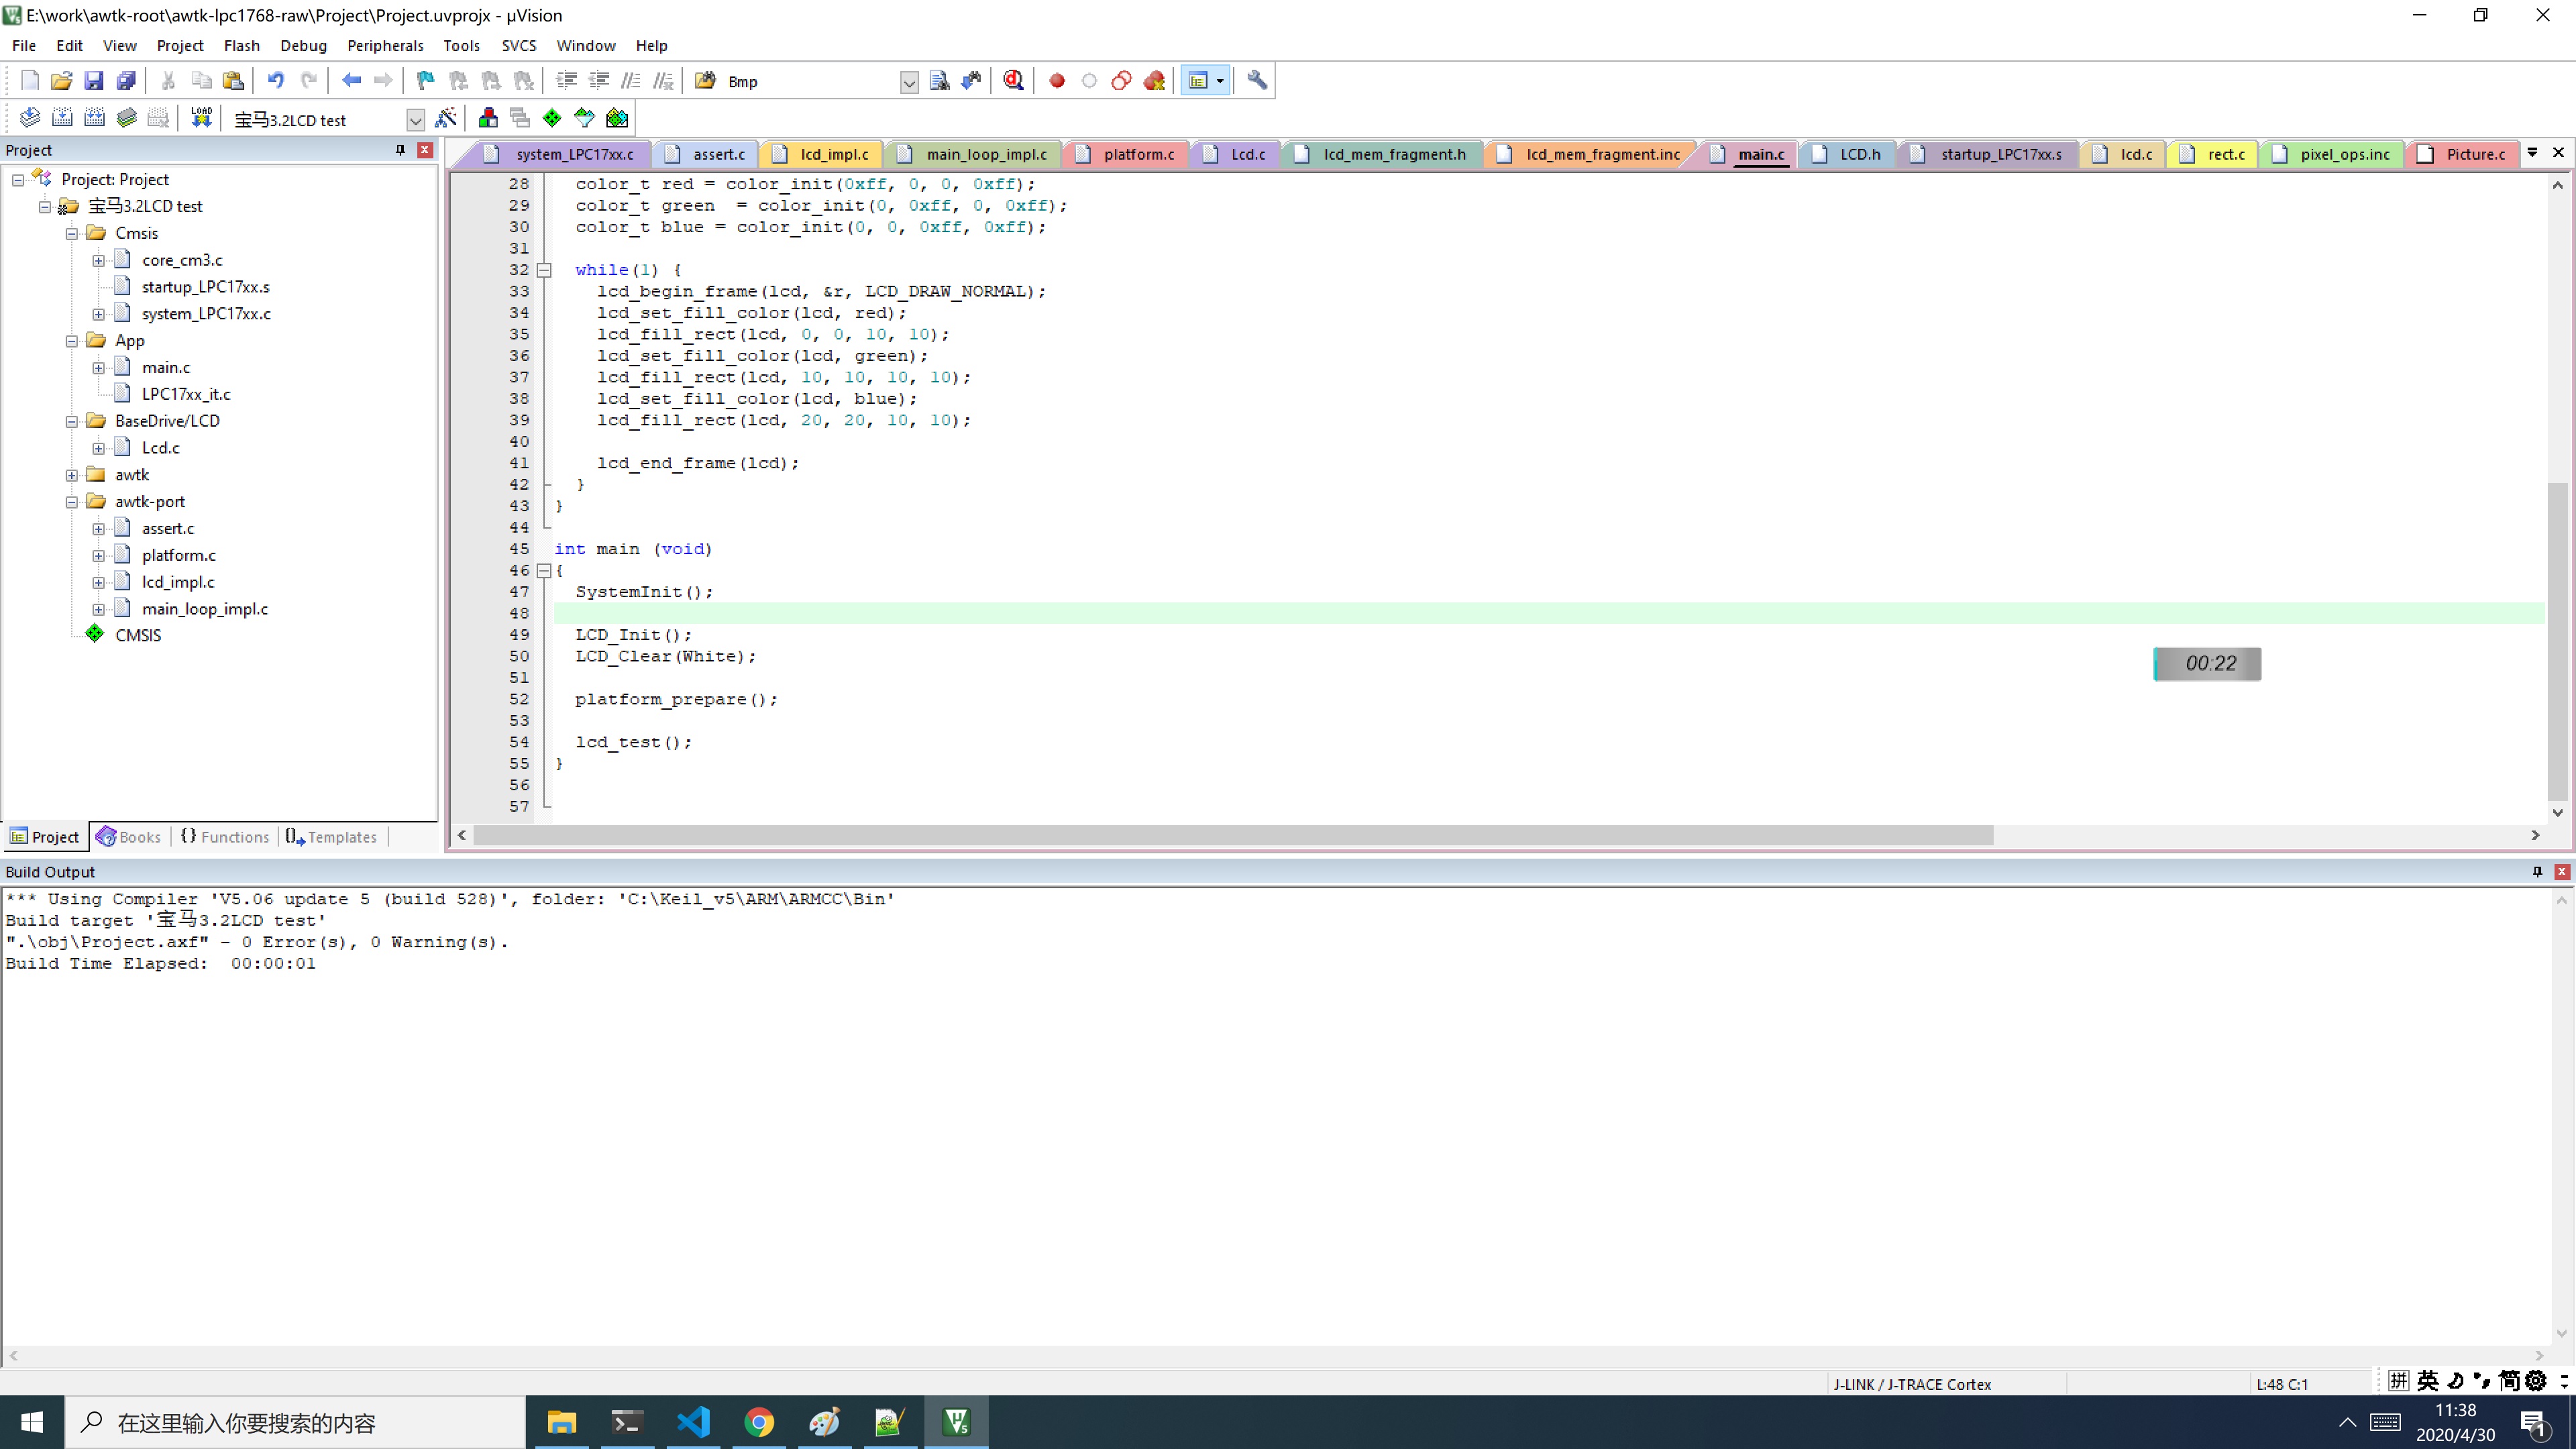 E:\work\awtk-root\awtk-lpc1768-raw\Project\Project.uvprojx - µVision
File Edit View Project Flash Debug Peripherals Tools SVCS Window Help
Bmp
LOAD 宝马3.2LCD test
Project
system_LPC17xx.c assert.c lcd_impl.c main_loop_impl.c platform.c Lcd.c lcd_mem_fragment.h lcd_mem_fragment.inc main.c LCD.h startup_LPC17xx.s lcd.c rect.c pixel_ops.inc Picture.c
Project: Project
宝马3.2LCD test
Cmsis
core_cm3.c
startup_LPC17xx.s
system_LPC17xx.c
App
main.c
LPC17xx_it.c
BaseDrive/LCD
Lcd.c
awtk
awtk-port
assert.c
platform.c
lcd_impl.c
main_loop_impl.c
CMSIS
Project Books {} Functions Templates
28 color_t red = color_init(0xff, 0, 0, 0xff);
29 color_t green  = color_init(0, 0xff, 0, 0xff);
30 color_t blue = color_init(0, 0, 0xff, 0xff);
31
32 while(1) {
33 lcd_begin_frame(lcd, &r, LCD_DRAW_NORMAL);
34 lcd_set_fill_color(lcd, red);
35 lcd_fill_rect(lcd, 0, 0, 10, 10);
36 lcd_set_fill_color(lcd, green);
37 lcd_fill_rect(lcd, 10, 10, 10, 10);
38 lcd_set_fill_color(lcd, blue);
39 lcd_fill_rect(lcd, 20, 20, 10, 10);
40
41 lcd_end_frame(lcd);
42 }
43 }
44
45 int main (void)
46 {
47 SystemInit();
48
49 LCD_Init();
50 LCD_Clear(White);
51
52 platform_prepare();
53
54 lcd_test();
55 }
56
57
00:22
Build Output
*** Using Compiler 'V5.06 update 5 (build 528)', folder: 'C:\Keil_v5\ARM\ARMCC\Bin'
Build target '宝马3.2LCD test'
".\obj\Project.axf" - 0 Error(s), 0 Warning(s).
Build Time Elapsed:  00:00:01
J-LINK / J-TRACE Cortex L:48 C:1 拼 英 简
在这里输入你要搜索的内容
11:38
2020/4/30
1